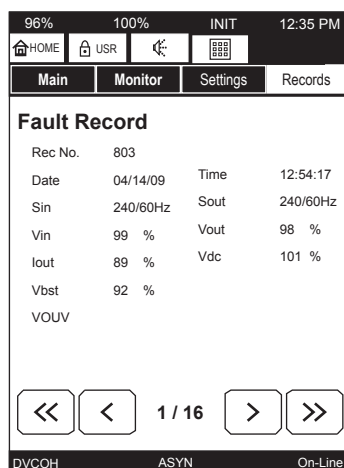 96% 100% INIT 12:35 PM
HOME USR
Main Monitor Settings Records
Fault Record
Rec No. 803
Date 04/14/09 Time 12:54:17
Sin 240/60Hz Sout 240/60Hz
Vin 99 % Vout 98 %
Iout 89 % Vdc 101 %
Vbst 92 %
VOUV
1 / 16
DVCOH ASYN On-Line